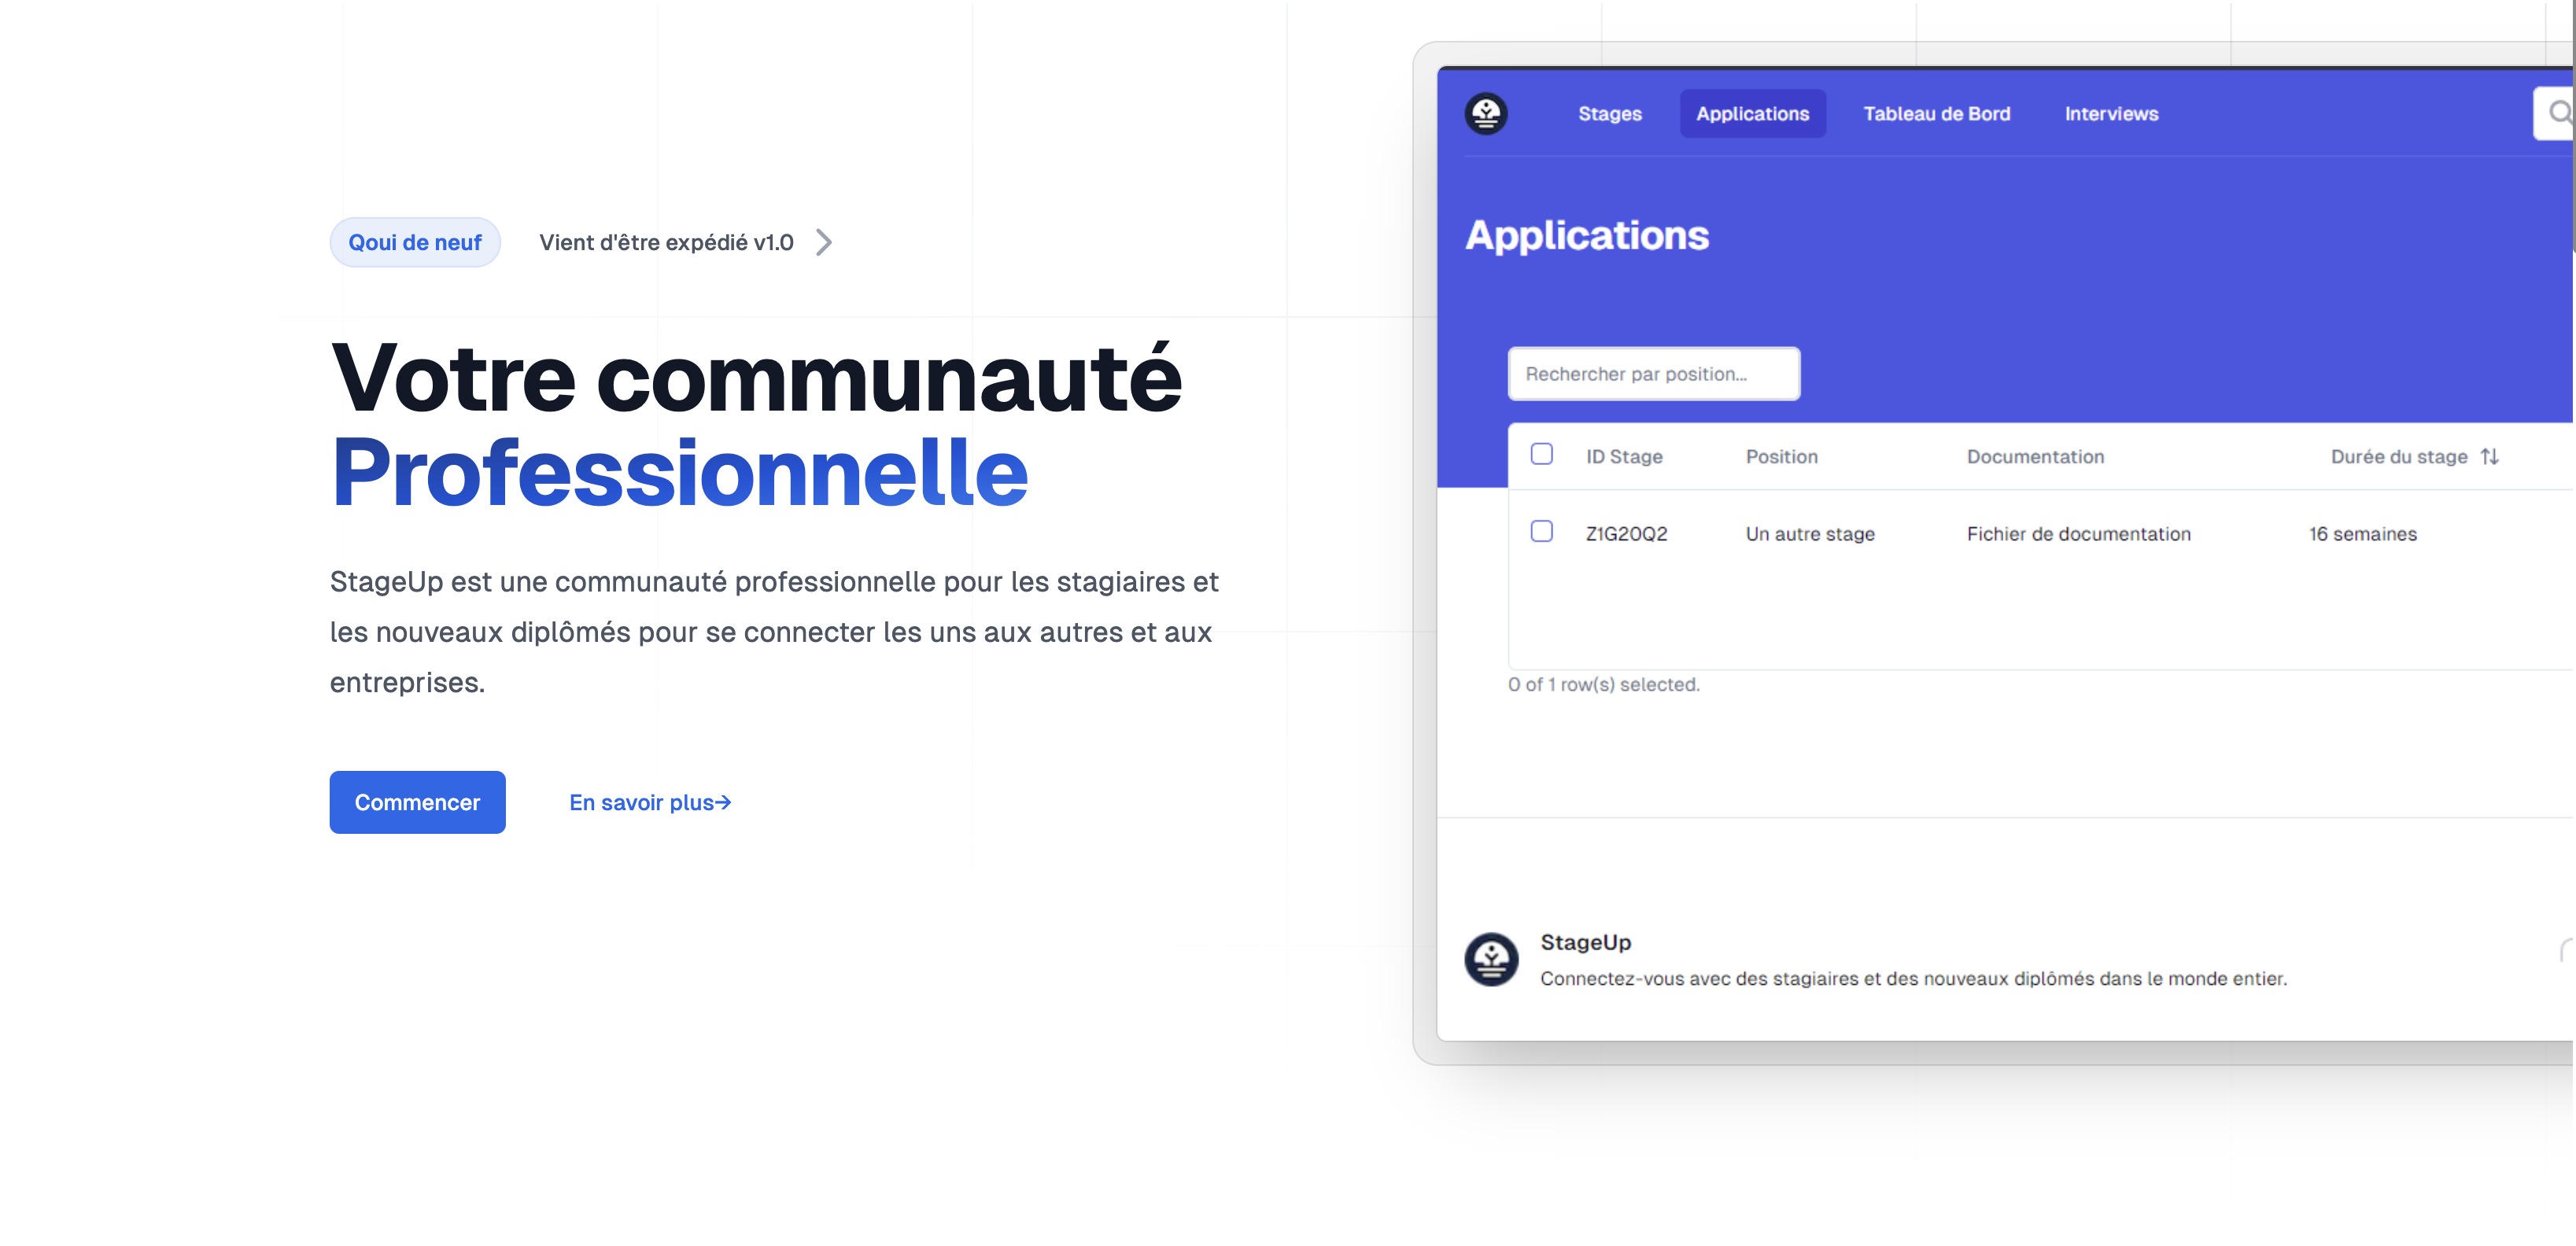 Qoui de neuf
Vient d'être expédié v1.0
Votre communauté
Professionnelle
StageUp est une communauté professionnelle pour les stagiaires et
les nouveaux diplômés pour se connecter les uns aux autres et aux
entreprises.
Commencer
En savoir plus→
Stages
Applications
Tableau de Bord
Interviews
Applications
Rechercher par position...
ID Stage
Position
Documentation
Durée du stage
Z1G20Q2
Un autre stage
Fichier de documentation
16 semaines
0 of 1 row(s) selected.
StageUp
Connectez-vous avec des stagiaires et des nouveaux diplômés dans le monde entier.